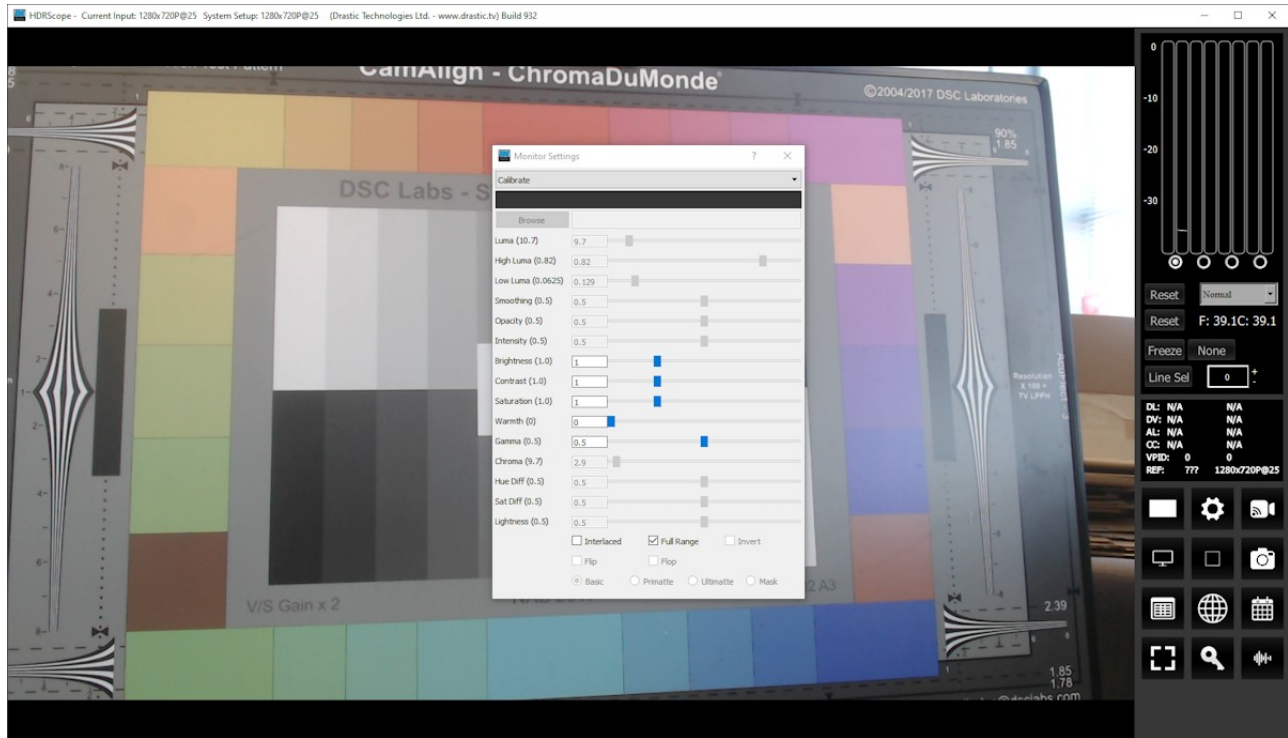 HDRScope - Current Input: 1280x720P@25 System Setup: 1280x720P@25 (Drastic Technologies Ltd. - www.drastic.tv) Build 932
CamAlign - ChromaDuMonde
©2004/2017 DSC Laboratories
90%
1.85
DSC Labs - S
Monitor Settings
Calibrate
Browse
Luma (10.7) 9.7
High Luma (0.82) 0.82
Low Luma (0.0625) 0.129
Smoothing (0.5) 0.5
Opacity (0.5) 0.5
Intensity (0.5) 0.5
Brightness (1.0) 1
Contrast (1.0) 1
Saturation (1.0) 1
Warmth (0) 0
Gamma (0.5) 0.5
Chroma (9.7) 2.9
Hue Diff (0.5) 0.5
Sat Diff (0.5) 0.5
Lightness (0.5) 0.5
Interlaced Full Range Invert
Flip Flop
Basic Primatte Ultimatte Mask
Resolution
X 100 =
TV LPPH
V/S Gain x 2
2.39
1.85
1.78
0
-10
-20
-30
Reset Normal
Reset F: 39.1C: 39.1
Freeze None
Line Sel 0 + -
DL: N/A N/A
DV: N/A N/A
AL: N/A N/A
CC: N/A N/A
VPID: 0 0
REF: ??? 1280x720P@25